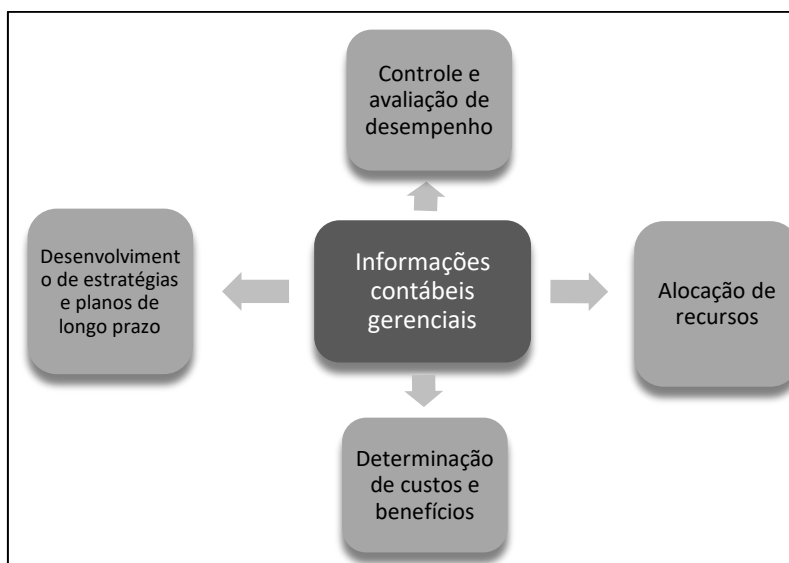 Controle e
avaliação de
desempenho
Desenvolviment
o de estratégias
e planos de
longo prazo
Informações
contábeis
gerenciais
Alocação de
recursos
Determinação
de custos e
benefícios